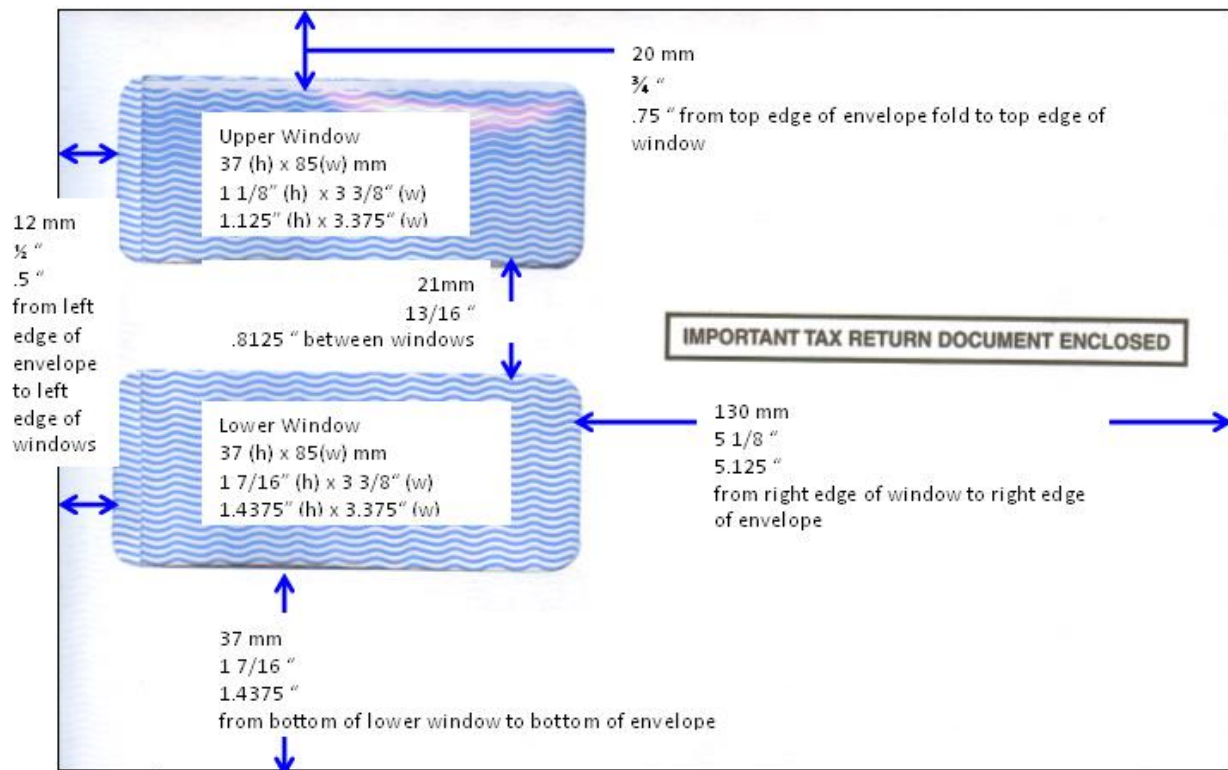 20 mm
¾ “
.75 “ from top edge of envelope fold to top edge of
window
Upper Window
37 (h) x 85(w) mm
1 1/8” (h) x 3 3/8” (w)
1.125” (h) x 3.375” (w)
12 mm
½ “
.5 “
from left
edge of
envelope
to left
edge of
windows
21mm
13/16 “
.8125 “ between windows
IMPORTANT TAX RETURN DOCUMENT ENCLOSED
Lower Window
37 (h) x 85(w) mm
1 7/16” (h) x 3 3/8” (w)
1.4375” (h) x 3.375” (w)
130 mm
5 1/8 “
5.125 “
from right edge of window to right edge
of envelope
37 mm
1 7/16 “
1.4375 “
from bottom of lower window to bottom of envelope